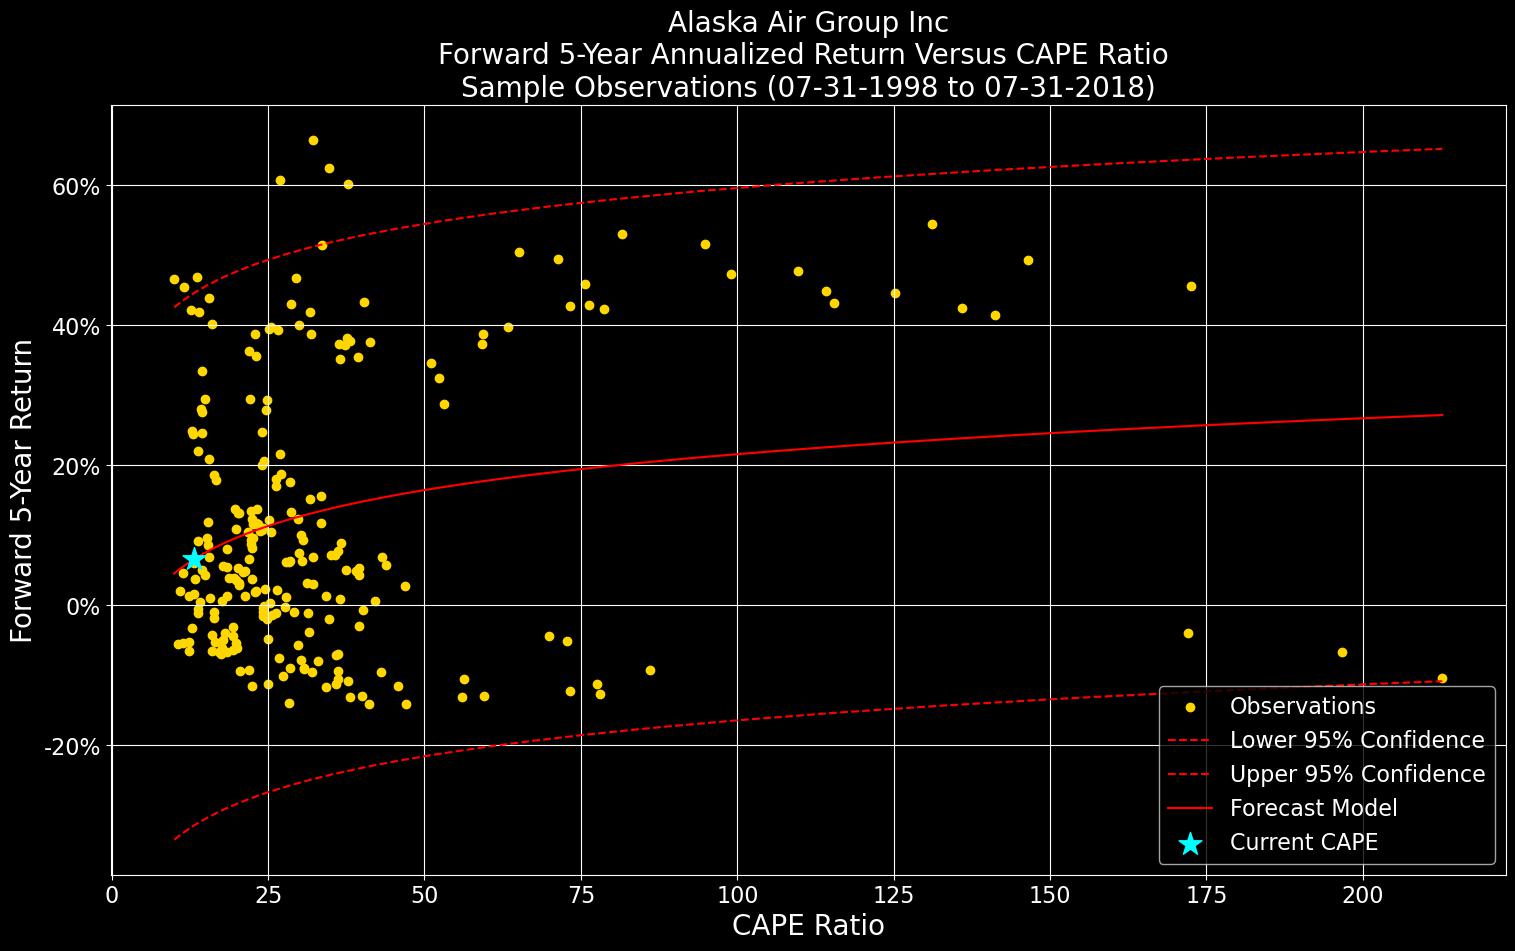 Alaska Air Group Inc
Forward 5-Year Annualized Return Versus CAPE Ratio
Sample Observations (07-31-1998 to 07-31-2018)
Forward 5-Year Return
60%
40%
20%
0%
-20%
0 25 50 75 100 125 150 175 200
CAPE Ratio
Observations
Lower 95% Confidence
Upper 95% Confidence
Forecast Model
Current CAPE